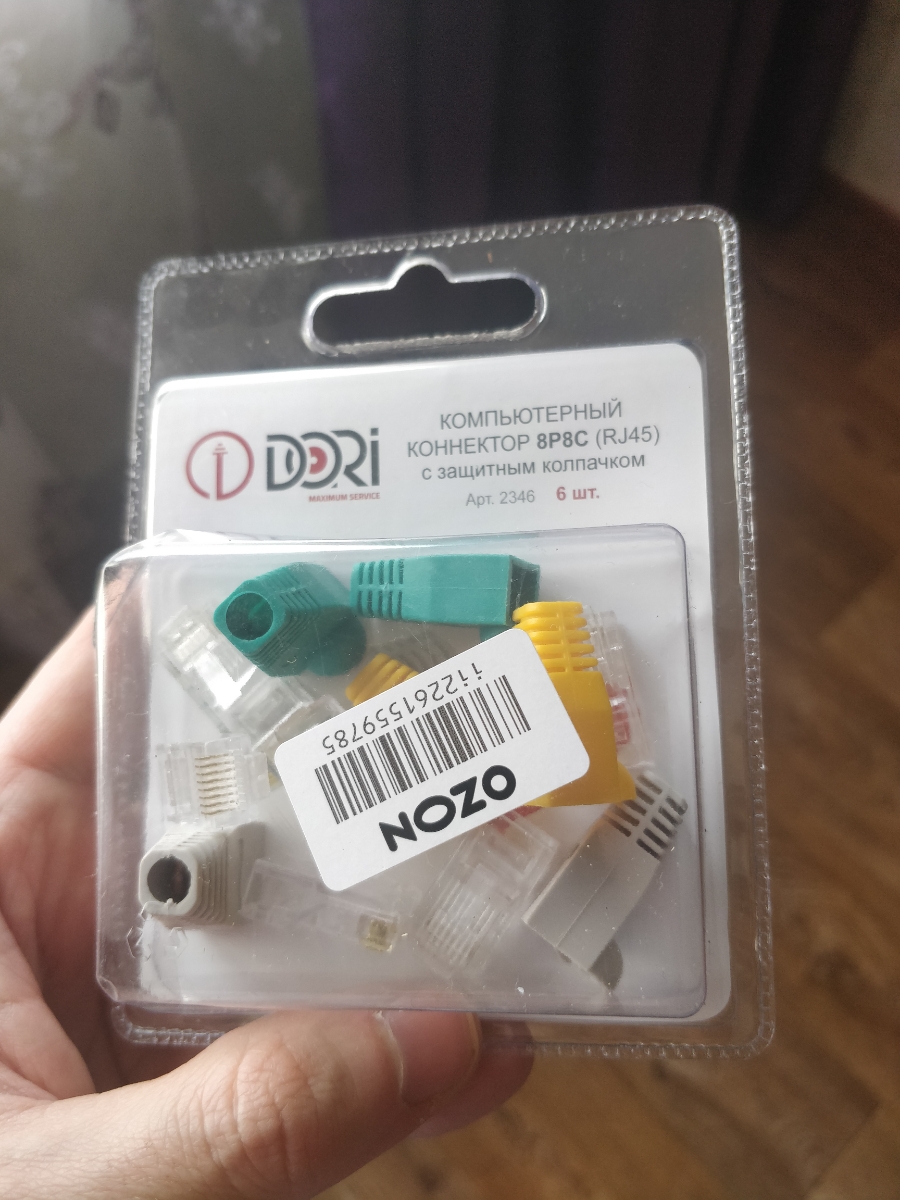 DORi
MAXIMUM SERVICE
КОМПЬЮТЕРНЫЙ
КОННЕКТОР 8P8C (RJ45)
с защитным колпачком
Арт. 2346 6 шт.
OZON
ii2261559785